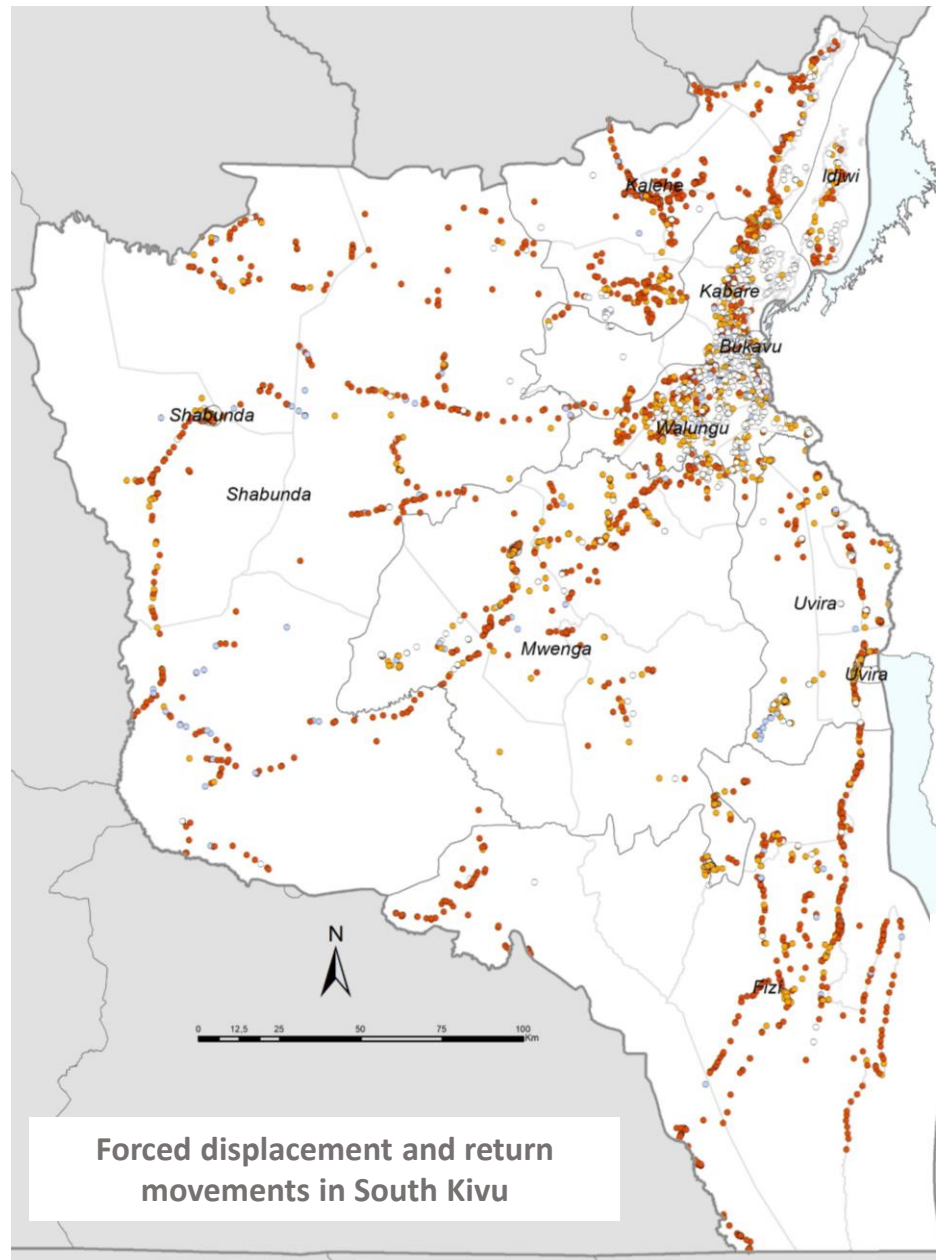 Kalehe
Idjwi
Kabare
Bukavu
Shabunda
Walungu
Shabunda
Uvira
Mwenga
Uvira
Fizi
N
0 12,5 25 50 75 100
Km
Forced displacement and return
movements in South Kivu